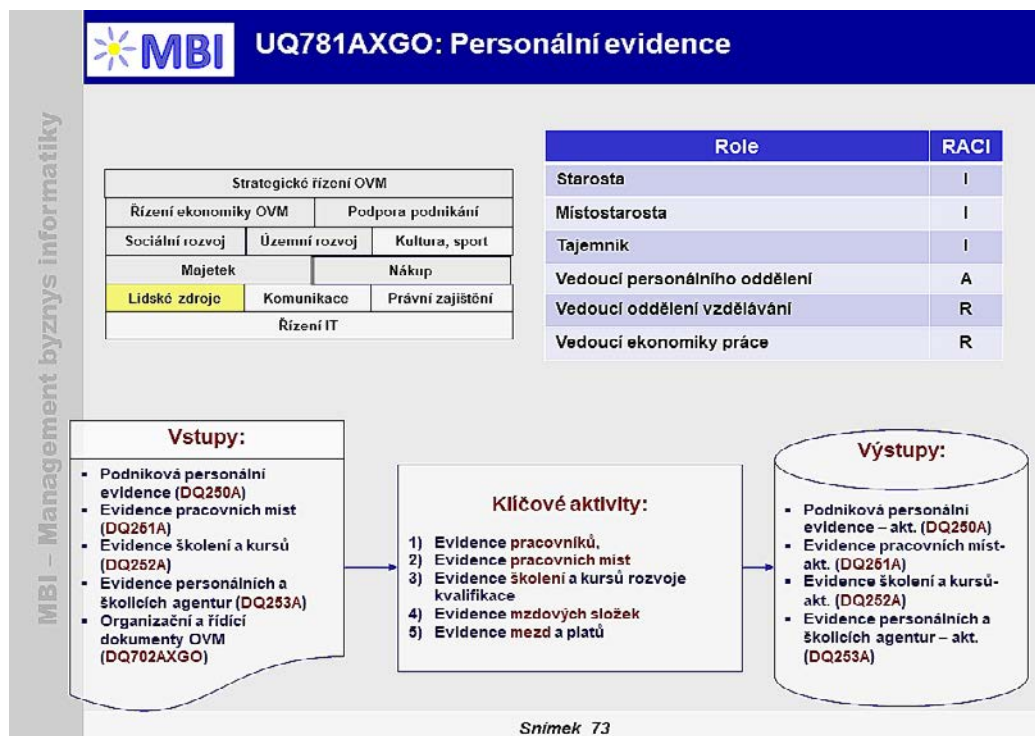 MBI
UQ781AXGO: Personální evidence
MBI – Management byznys informatiky
Strategické řízení OVM
Řízení ekonomiky OVM Podpora podnikání
Sociální rozvoj Územní rozvoj Kultura, sport
Majetek Nákup
Lidské zdroje Komunikace Právní zajištění
Řízení IT
Role RACI
Starosta I
Místostarosta I
Tajemník I
Vedoucí personálního oddělení A
Vedoucí oddělení vzdělávání R
Vedoucí ekonomiky práce R
Vstupy:
▪ Podniková personální
evidence (DQ250A)
▪ Evidence pracovních míst
(DQ251A)
▪ Evidence školení a kursů
(DQ252A)
▪ Evidence personálních a
školicích agentur (DQ253A)
▪ Organizační a řídící
dokumenty OVM
(DQ702AXGO)
Klíčové aktivity:
1) Evidence pracovníků,
2) Evidence pracovních míst
3) Evidence školení a kursů rozvoje
kvalifikace
4) Evidence mzdových složek
5) Evidence mezd a platů
Výstupy:
▪ Podniková personální
evidence – akt. (DQ250A)
▪ Evidence pracovních míst-
akt. (DQ251A)
▪ Evidence školení a kursů-
akt. (DQ252A)
▪ Evidence personálních a
školicích agentur – akt.
(DQ253A)
Snímek 73